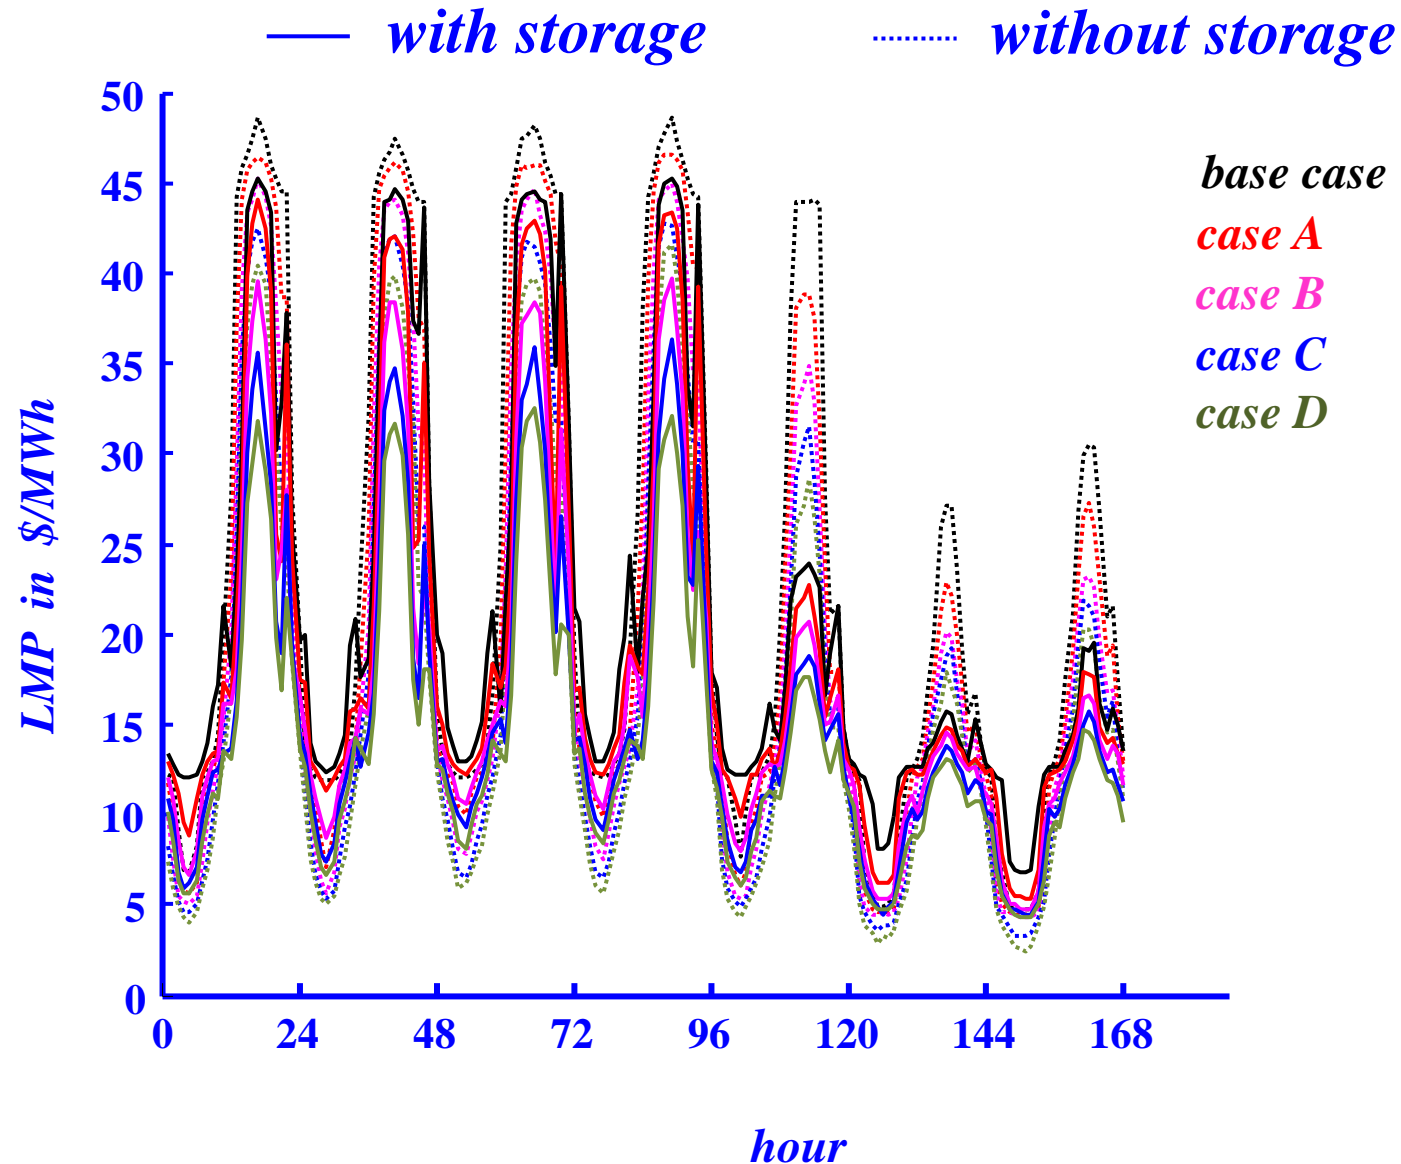 with storage
without storage
50
45
40
35
30
25
20
15
10
5
0
LMP in $/MWh
base case
case A
case B
case C
case D
0 24 48 72 96 120 144 168
hour